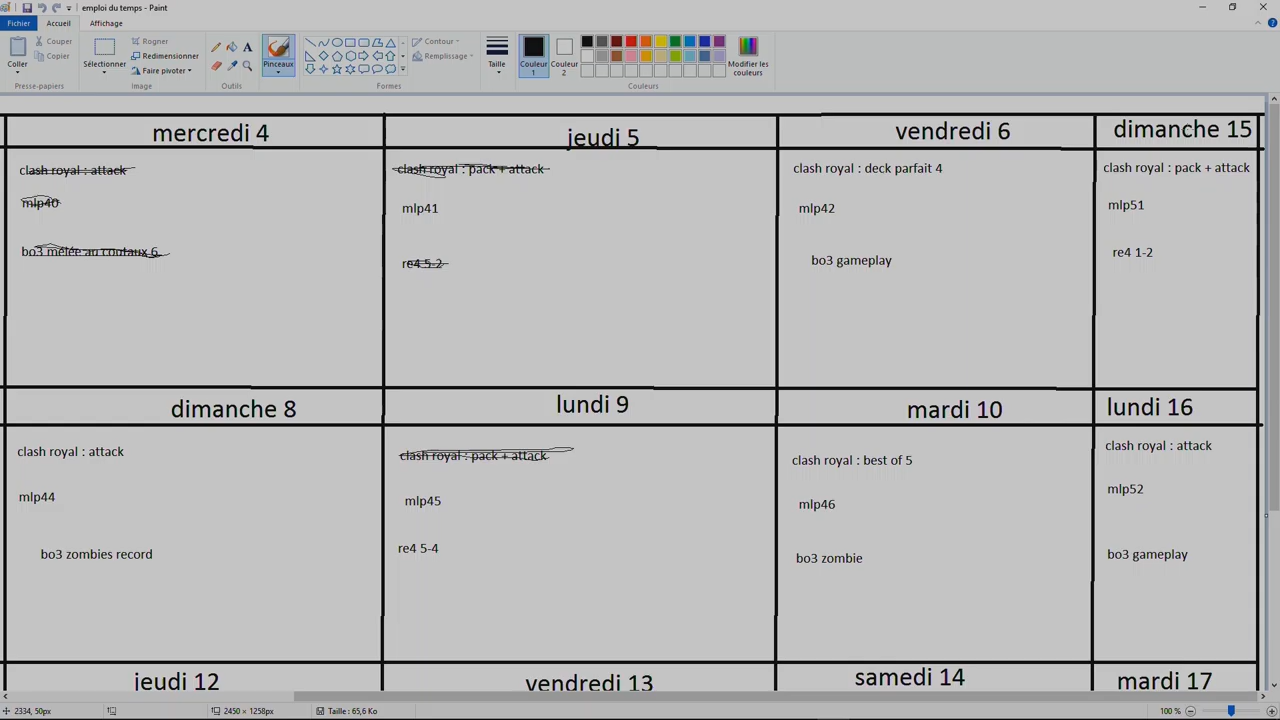 emploi du temps - Paint
Fichier Accueil Affichage
Coller
Couper
Copier
Presse-papiers
Sélectionner
Rogner
Redimensionner
Faire pivoter
Image
A
Outils
Pinceaux
Formes
Contour
Remplissage
Taille
Couleur 1
Couleur 2
Modifier les couleurs
Couleurs
mercredi 4
clash royal : attack
mlp40
bo3 mélée au coutaux 6
jeudi 5
clash royal : pack + attack
mlp41
re4 5-2
vendredi 6
clash royal : deck parfait 4
mlp42
bo3 gameplay
dimanche 15
clash royal : pack + attack
mlp51
re4 1-2
dimanche 8
clash royal : attack
mlp44
bo3 zombies record
lundi 9
clash royal : pack + attack
mlp45
re4 5-4
mardi 10
clash royal : best of 5
mlp46
bo3 zombie
lundi 16
clash royal : attack
mlp52
bo3 gameplay
jeudi 12
vendredi 13
samedi 14
mardi 17
2334, 50px
2450 × 1258px
Taille : 65,6 Ko
100 %